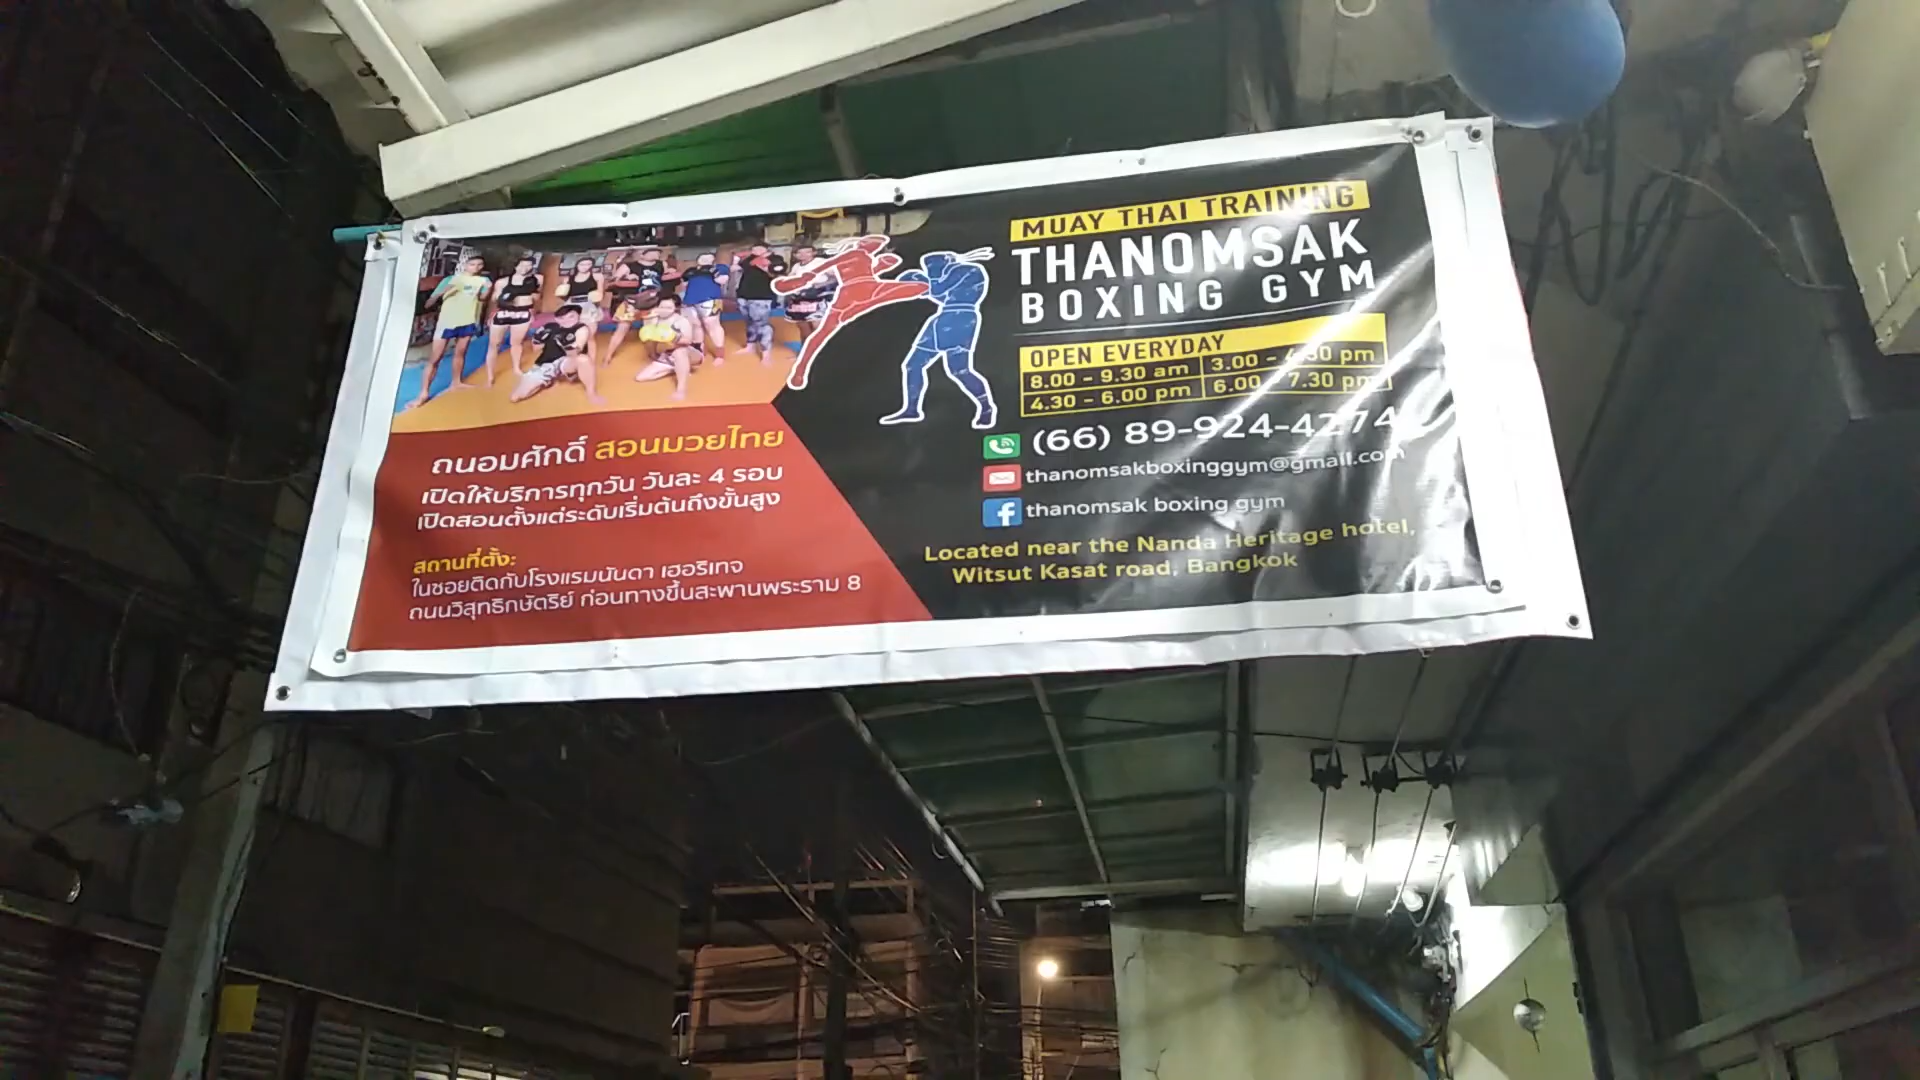 MUAY THAI TRAINING
THANOMSAK
BOXING GYM
OPEN EVERYDAY
8.00 - 9.30 am 3.00 - 4.30 pm
4.30 - 6.00 pm 6.00 - 7.30 pm
(66) 89-924-4274
thanomsakboxinggym@gmail.com
thanomsak boxing gym
Located near the Nanda Heritage hotel,
Witsut Kasat road, Bangkok
ถนอมศักดิ์ สอนมวยไทย
เปิดให้บริการทุกวัน วันละ 4 รอบ
เปิดสอนตั้งแต่ระดับเริ่มต้นถึงขั้นสูง
สถานที่ตั้ง:
ในซอยติดกับโรงแรมนันดา เฮอริเทจ
ถนนวิสุทธิกษัตริย์ ก่อนทางขึ้นสะพานพระราม 8